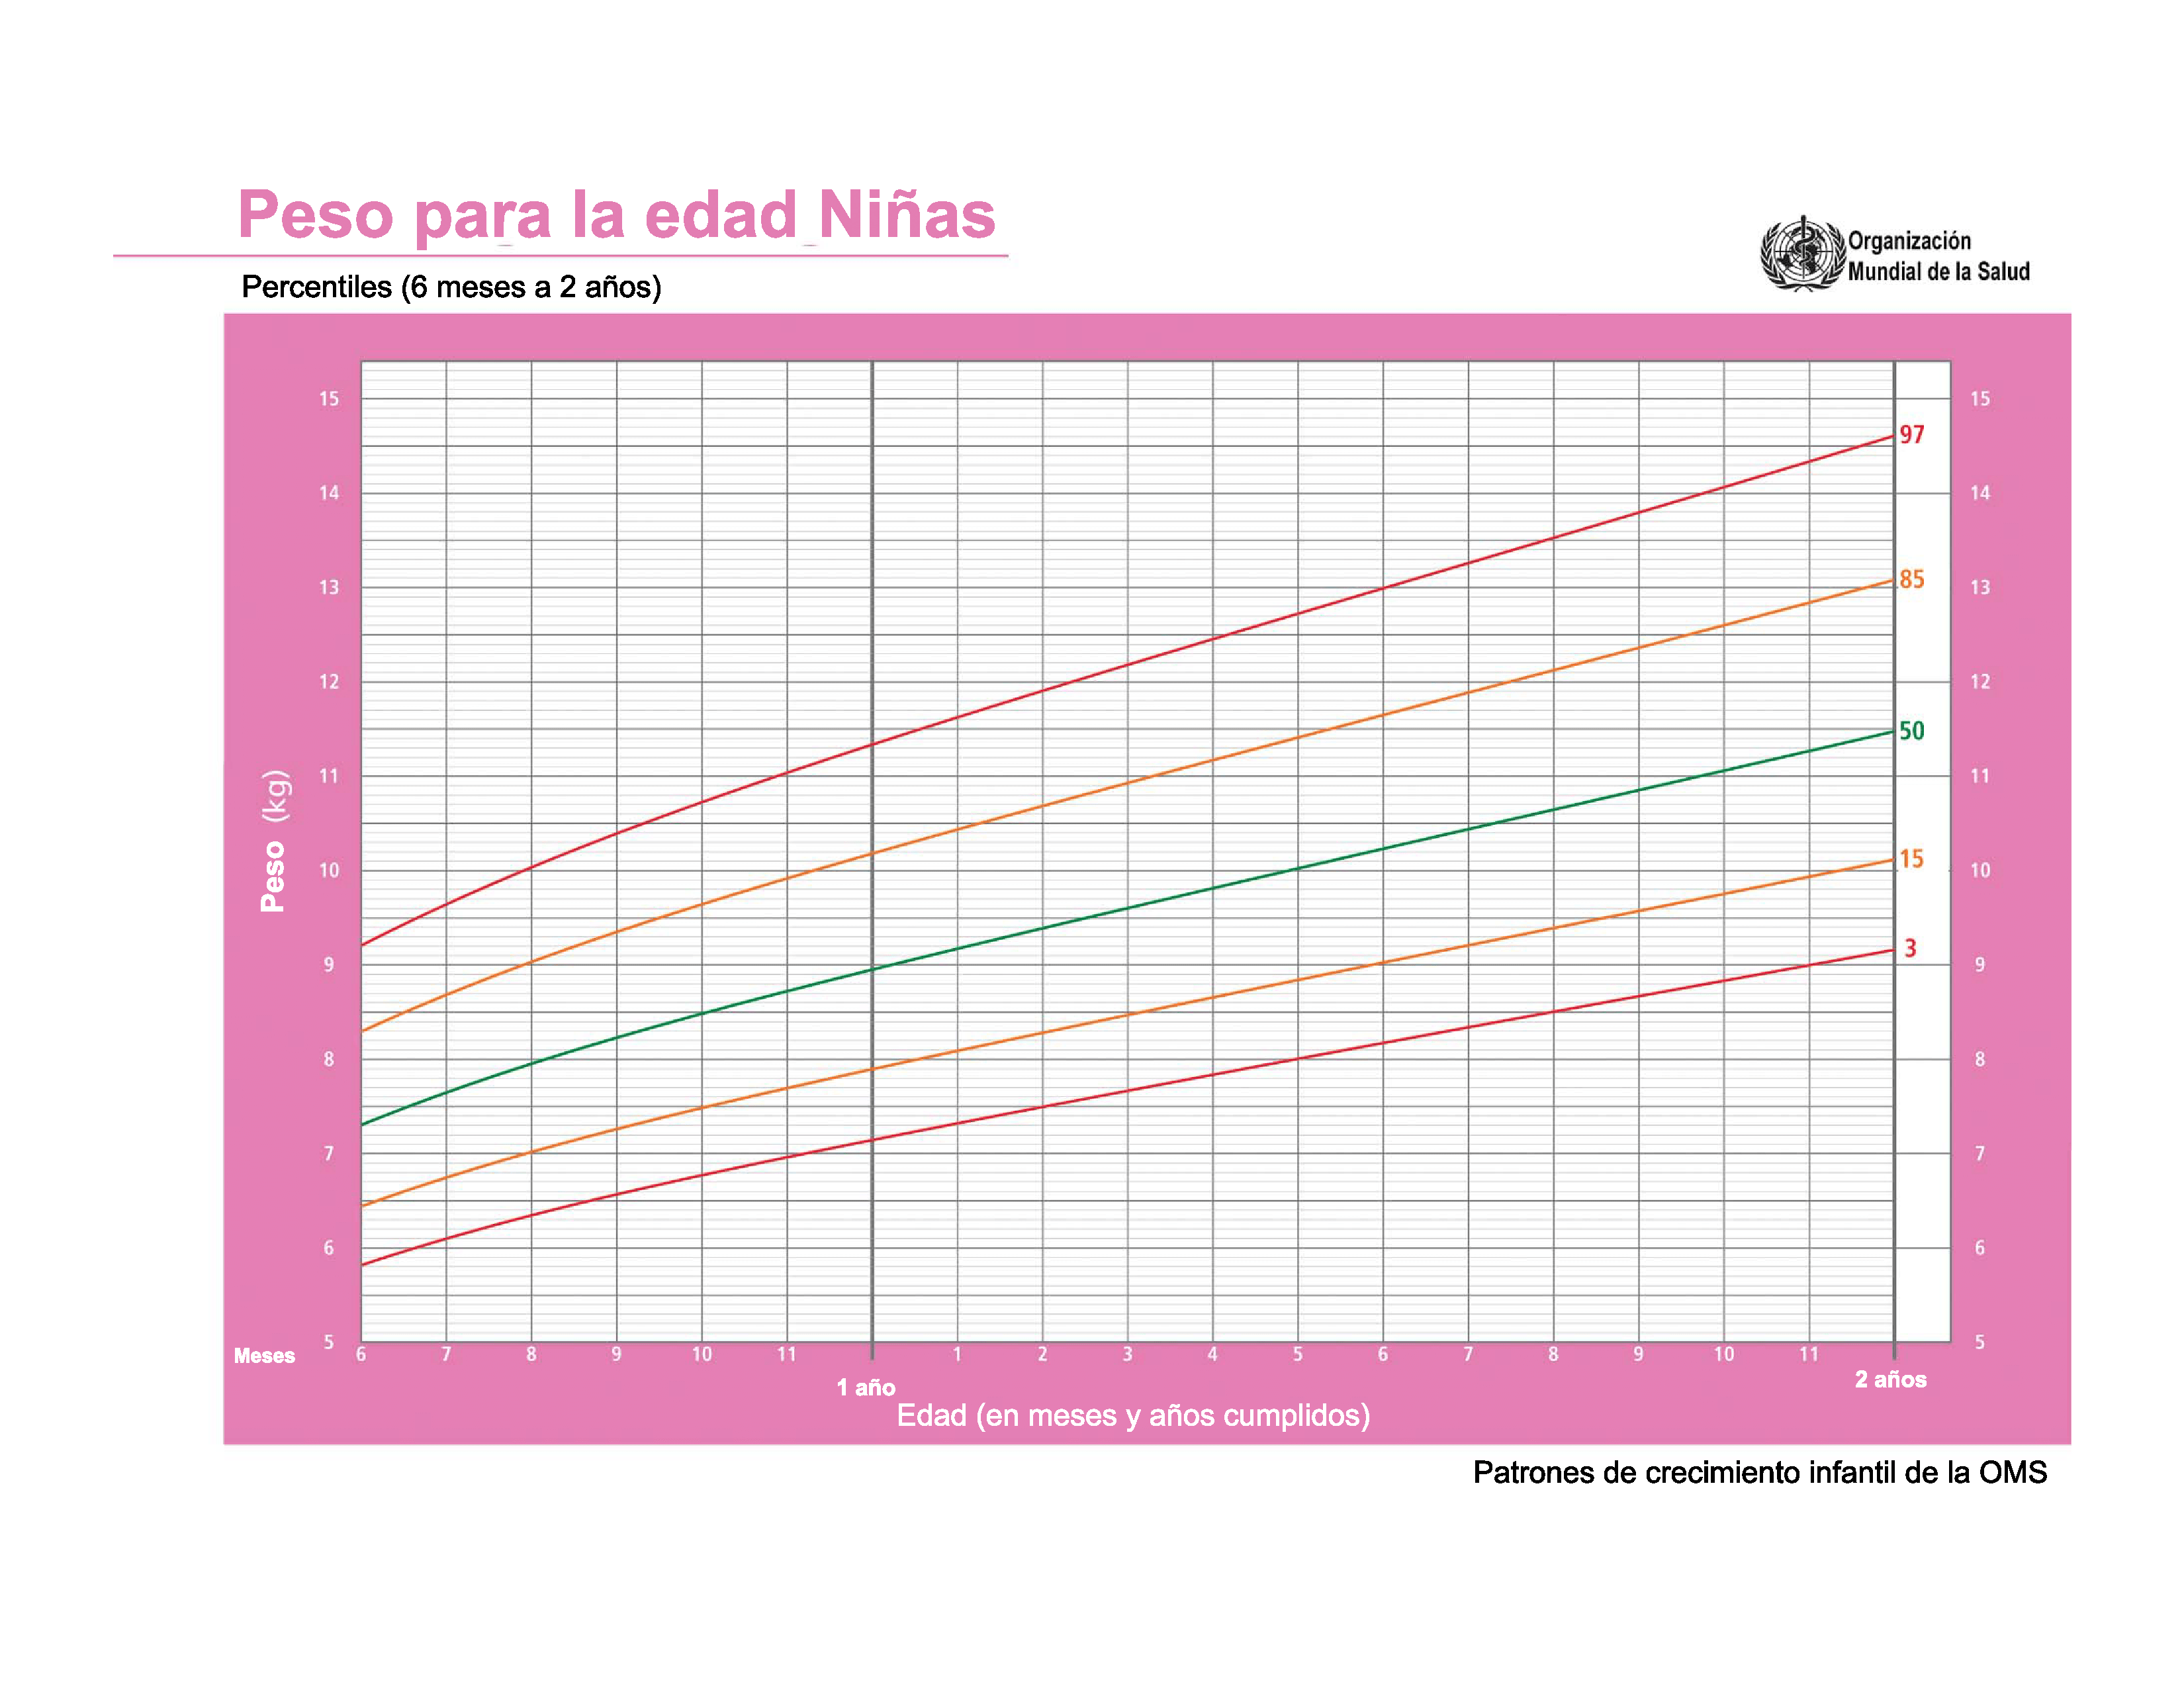 Peso para la edad Niñas
Organización
Mundial de la Salud
Percentiles (6 meses a 2 años)
15 15
97
14 14
85
13 13
12 12
50
11 11
15
10 10
3
9 9
8 8
7 7
6 6
5 5
Peso (kg)
Meses 6 7 8 9 10 11 1 2 3 4 5 6 7 8 9 10 11
1 año 2 años
Edad (en meses y años cumplidos)
Patrones de crecimiento infantil de la OMS